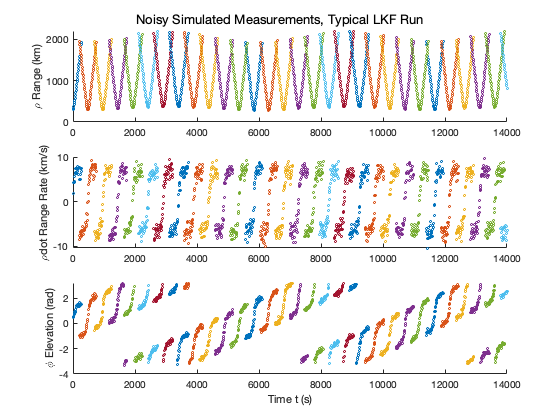 Noisy Simulated Measurements, Typical LKF Run
ρ Range (km)
2000
1000
0
0 2000 4000 6000 8000 10000 12000 14000
ρdot Range Rate (km/s)
10
0
-10
0 2000 4000 6000 8000 10000 12000 14000
ϕ Elevation (rad)
2
0
-2
-4
0 2000 4000 6000 8000 10000 12000 14000
Time t (s)